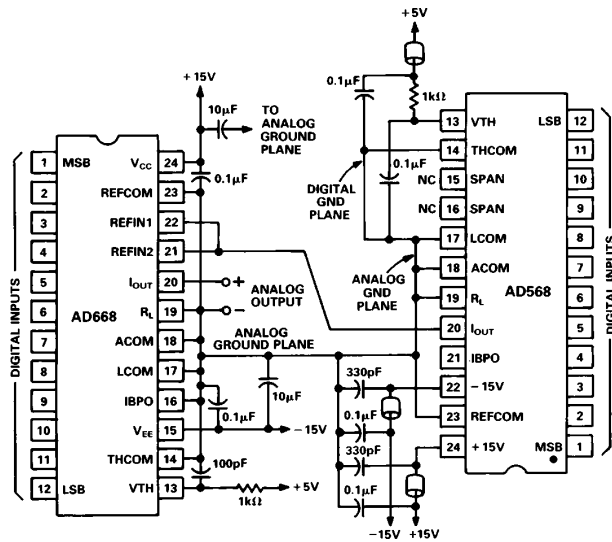 +5V
0.1μF
1kΩ
+15V
10μF
TO ANALOG GROUND PLANE
0.1μF
DIGITAL INPUTS
AD668
1 MSB
2
3
4
5
6
7
8
9
10
11
12 LSB
VCC 24
REFCOM 23
REFIN1 22
REFIN2 21
IOUT 20
RL 19
ACOM 18
LCOM 17
IBPO 16
VEE 15
THCOM 14
VTH 13
+
ANALOG OUTPUT
–
ANALOG GROUND PLANE
0.1μF
10μF
–15V
100pF
1kΩ
+5V
DIGITAL GND PLANE
0.1μF
ANALOG GND PLANE
330pF
0.1μF
330pF
0.1μF
–15V
+15V
13 VTH
14 THCOM
NC 15 SPAN
NC 16 SPAN
17 LCOM
18 ACOM
19 RL
20 IOUT
21 IBPO
22 –15V
23 REFCOM
24 +15V
AD568
LSB 12
11
10
9
8
7
6
5
4
3
2
MSB 1
DIGITAL INPUTS